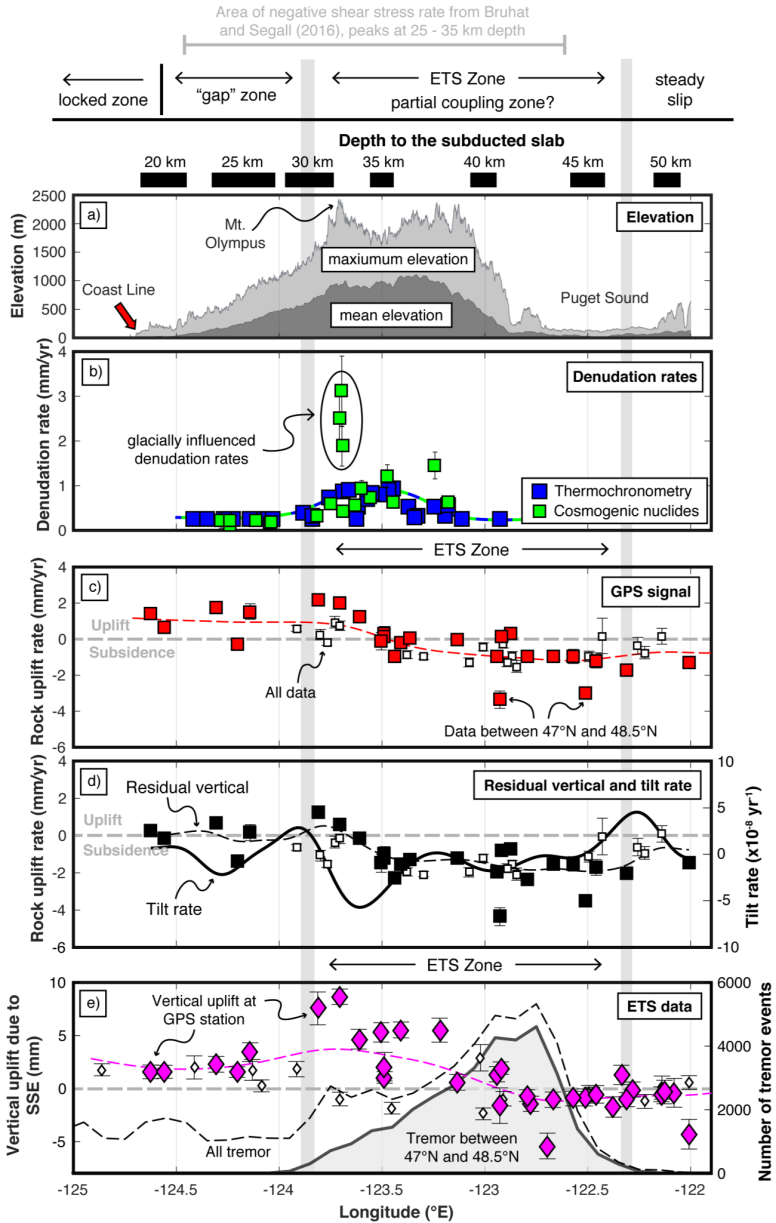 Area of negative shear stress rate from Bruhat
and Segall (2016), peaks at 25 - 35 km depth
locked zone
“gap” zone
ETS Zone
partial coupling zone?
steady
slip
Depth to the subducted slab
20 km 25 km 30 km 35 km 40 km 45 km 50 km
a)
Elevation
Elevation (m)
2500
2000
1500
1000
500
0
Mt.
Olympus
Coast Line
maxiumum elevation
mean elevation
Puget Sound
b)
Denudation rates
Denudation rate (mm/yr)
4
3
2
1
0
glacially influenced
denudation rates
Thermochronometry
Cosmogenic nuclides
ETS Zone
c)
GPS signal
Rock uplift rate (mm/yr)
4
2
0
-2
-4
-6
Uplift
Subsidence
All data
Data between 47°N and 48.5°N
d)
Residual vertical and tilt rate
Rock uplift rate (mm/yr)
4
2
0
-2
-4
-6
Residual vertical
Uplift
Subsidence
Tilt rate
10
5
0
-5
-10
Tilt rate (x10⁻⁸ yr⁻¹)
ETS Zone
e)
ETS data
Vertical uplift due to
SSE (mm)
10
5
0
-5
Vertical uplift at
GPS station
All tremor
Tremor between
47°N and 48.5°N
6000
4000
2000
0
Number of tremor events
-125 -124.5 -124 -123.5 -123 -122.5 -122
Longitude (°E)